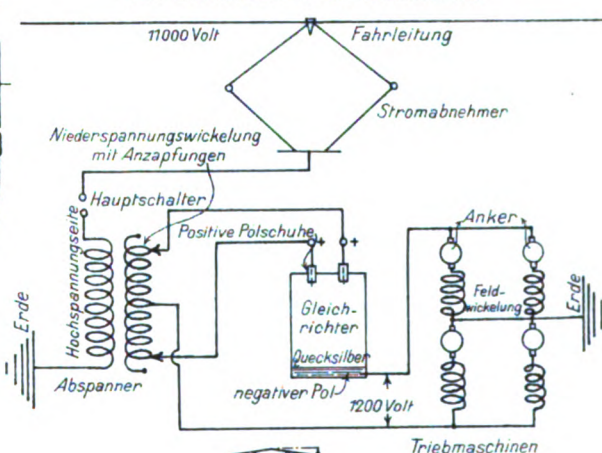 11000 Volt
Fahrleitung
Stromabnehmer
Niederspannungswickelung
mit Anzapfungen
Hauptschalter
Positive Polschuhe
+
+
Anker
Hochspannungseite
Erde
Gleich-
richter
Feld-
wickelung
Erde
Quecksilber
Abspanner
negativer Pol
1200 Volt
Triebmaschinen